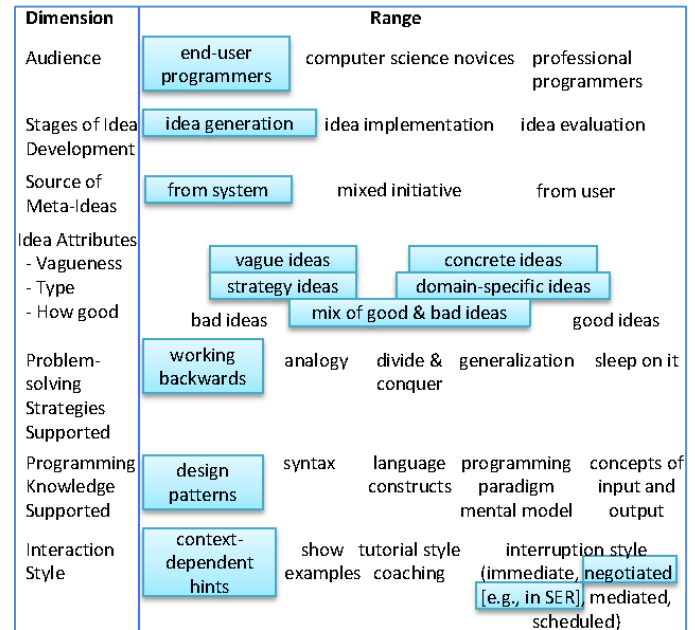 Dimension Range
Audience end-user programmers computer science novices professional programmers
Stages of Idea Development idea generation idea implementation idea evaluation
Source of Meta-Ideas from system mixed initiative from user
Idea Attributes
- Vagueness vague ideas concrete ideas
- Type strategy ideas domain-specific ideas
- How good bad ideas mix of good & bad ideas good ideas
Problem-solving Strategies Supported working backwards analogy divide & conquer generalization sleep on it
Programming Knowledge Supported design patterns syntax language constructs programming paradigm mental model concepts of input and output
Interaction Style context-dependent hints show examples tutorial style coaching interruption style (immediate, negotiated [e.g., in SER], mediated, scheduled)